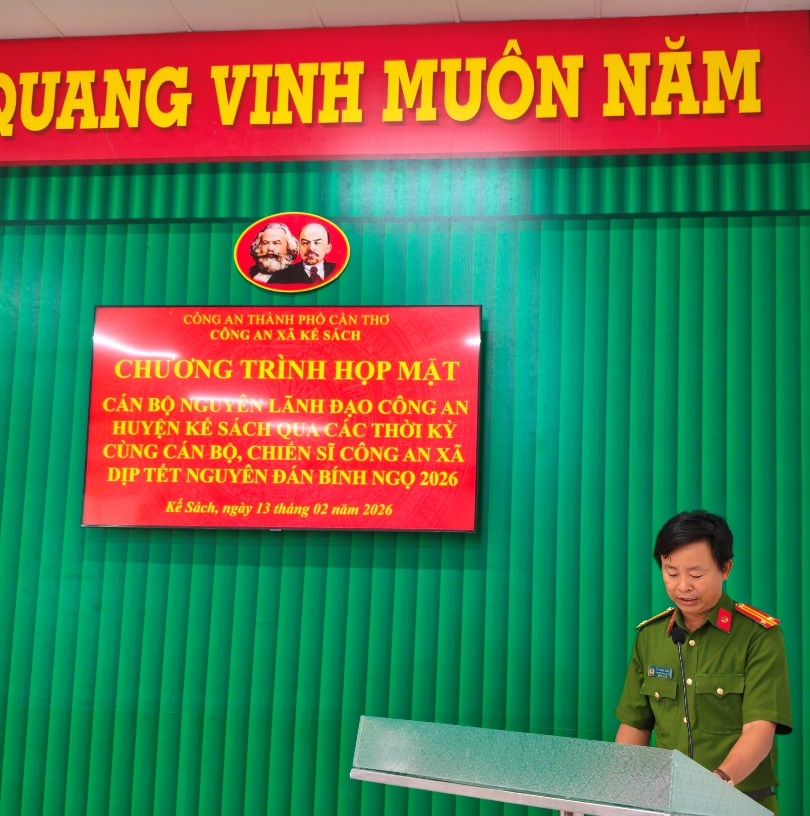 QUANG VINH MUÔN NĂM
CÔNG AN THÀNH PHỐ CẦN THƠ
CÔNG AN XÃ KẾ SÁCH
CHƯƠNG TRÌNH HỌP MẶT
CÁN BỘ NGUYÊN LÃNH ĐẠO CÔNG AN
HUYỆN KẾ SÁCH QUA CÁC THỜI KỲ
CÙNG CÁN BỘ, CHIẾN SĨ CÔNG AN XÃ
DỊP TẾT NGUYÊN ĐÁN BÍNH NGỌ 2026
Kế Sách, ngày 13 tháng 02 năm 2026